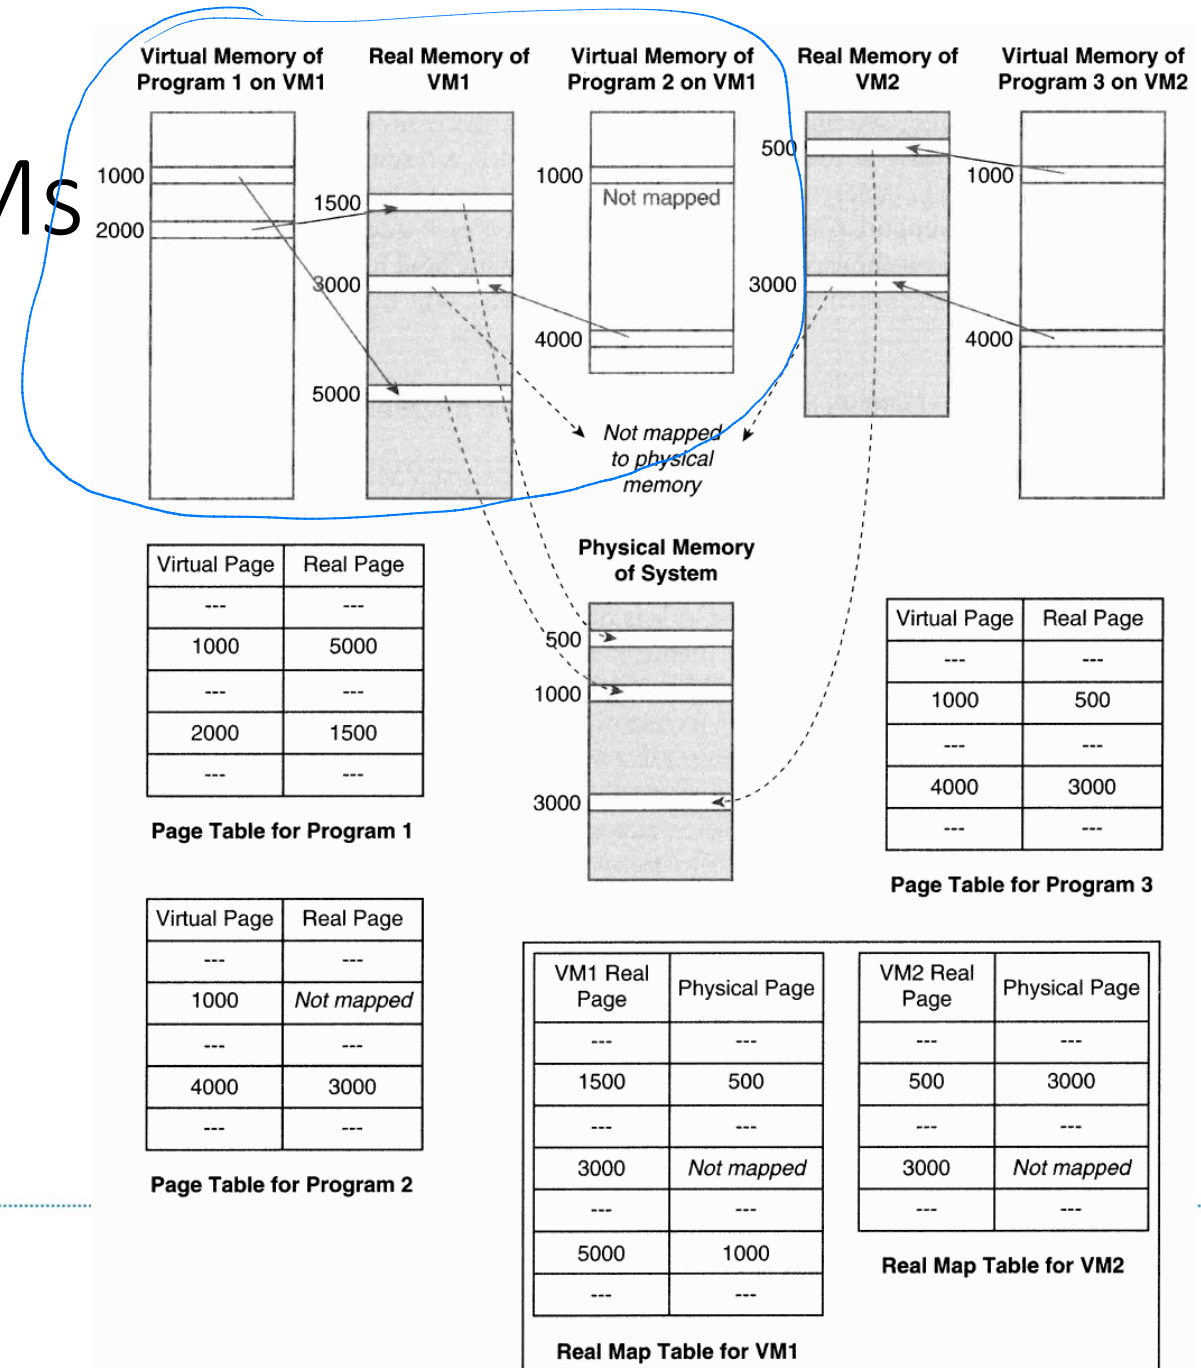 Virtual Memory of
Program 1 on VM1
Real Memory of
VM1
Virtual Memory of
Program 2 on VM1
Real Memory of
VM2
Virtual Memory of
Program 3 on VM2
Ms
1000
2000
1500
3000
5000
1000
Not mapped
4000
500
3000
1000
4000
Not mapped
to physical
memory
Physical Memory
of System
500
1000
3000
Virtual Page Real Page
--- ---
1000 5000
--- ---
2000 1500
--- ---
Page Table for Program 1
Virtual Page Real Page
--- ---
1000 500
--- ---
4000 3000
--- ---
Page Table for Program 3
Virtual Page Real Page
--- ---
1000 Not mapped
--- ---
4000 3000
--- ---
Page Table for Program 2
VM1 Real
Page
Physical Page
--- ---
1500 500
--- ---
3000 Not mapped
--- ---
5000 1000
--- ---
Real Map Table for VM1
VM2 Real
Page
Physical Page
--- ---
500 3000
--- ---
3000 Not mapped
--- ---
Real Map Table for VM2